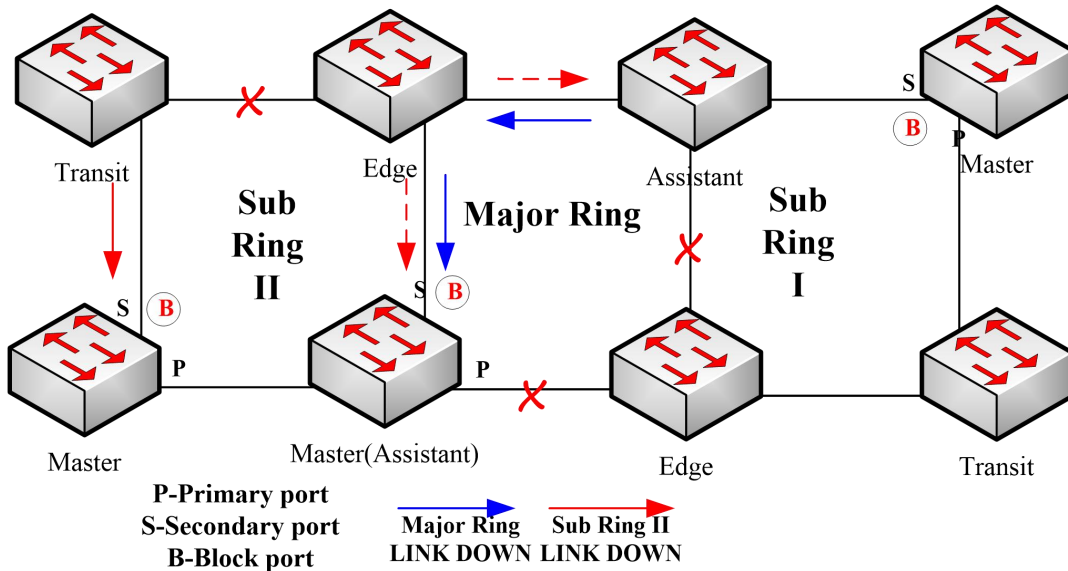 Transit
Edge
Assistant
S
B
P
Master
Sub
Ring
II
Major Ring
Sub
Ring
I
S
B
P
S
B
P
Master
Master(Assistant)
Edge
Transit
P-Primary port
S-Secondary port
B-Block port
Major Ring
LINK DOWN
Sub Ring II
LINK DOWN